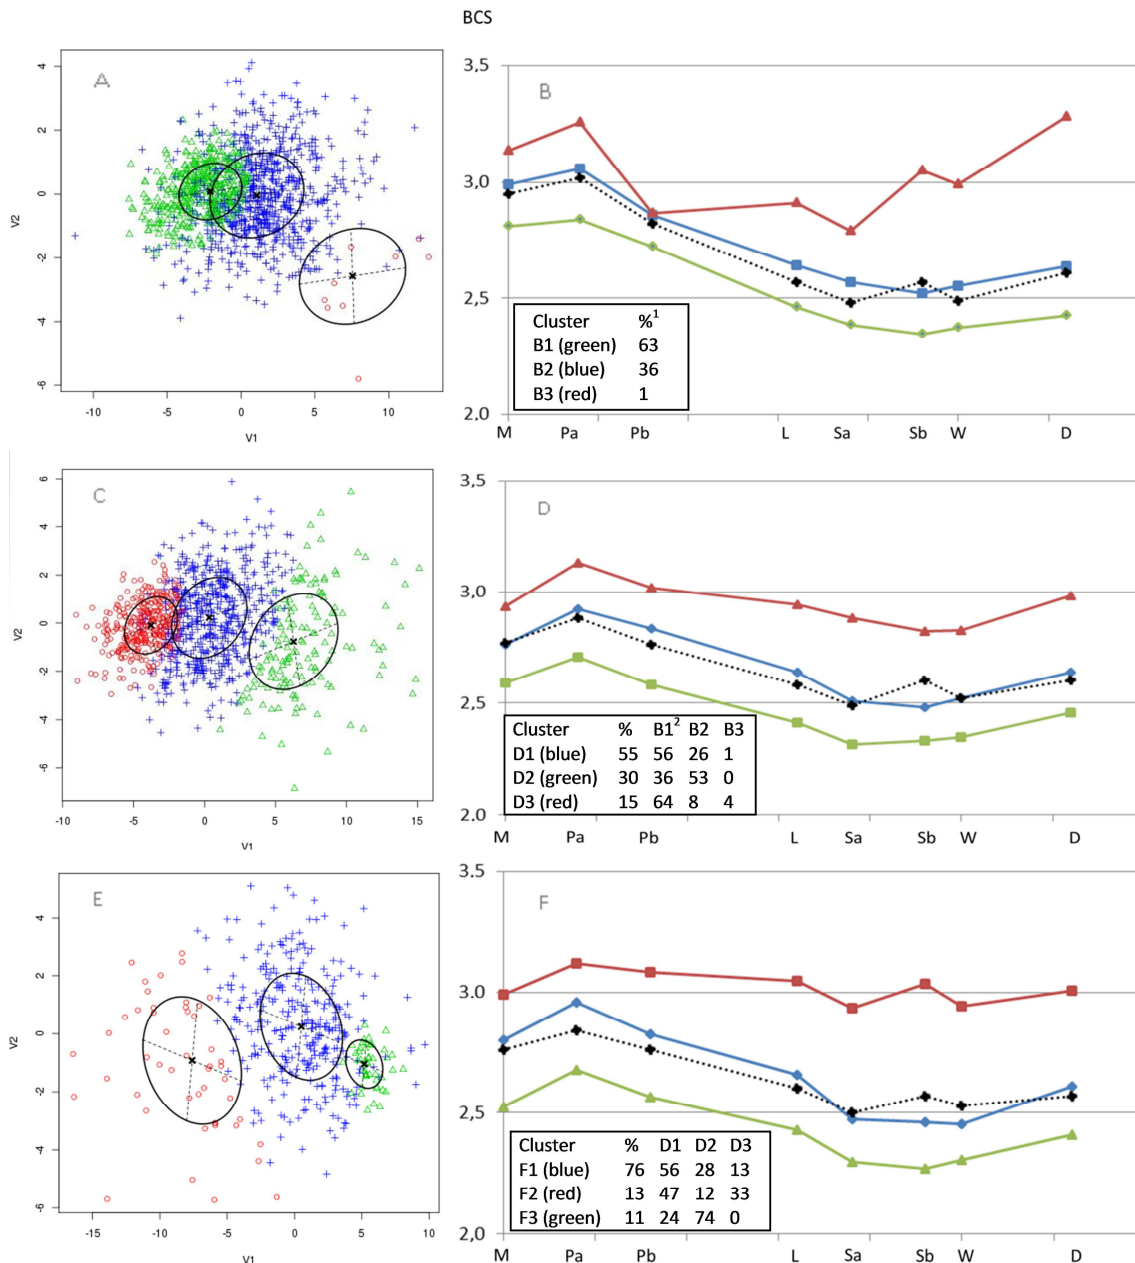 BCS
A
4
2
0
-2
-4
-6
V2
-10 -5 0 5 10
V1
B
3,5
3,0
2,5
2.0
Cluster %1
B1 (green) 63
B2 (blue) 36
B3 (red) 1
M Pa Pb L Sa Sb W D
C
6
4
2
0
-2
-4
-6
V2
-10 -5 0 5 10 15
V1
D
3,5
3.0
2,5
2.0
Cluster % B12 B2 B3
D1 (blue) 55 56 26 1
D2 (green) 30 36 53 0
D3 (red) 15 64 8 4
M Pa Pb L Sa Sb W D
E
4
2
0
-2
-4
-6
V2
-15 -10 -5 0 5 10
V1
F
3.5
3.0
2.5
2,0
Cluster % D1 D2 D3
F1 (blue) 76 56 28 13
F2 (red) 13 47 12 33
F3 (green) 11 24 74 0
M Pa Pb L Sa Sb W D